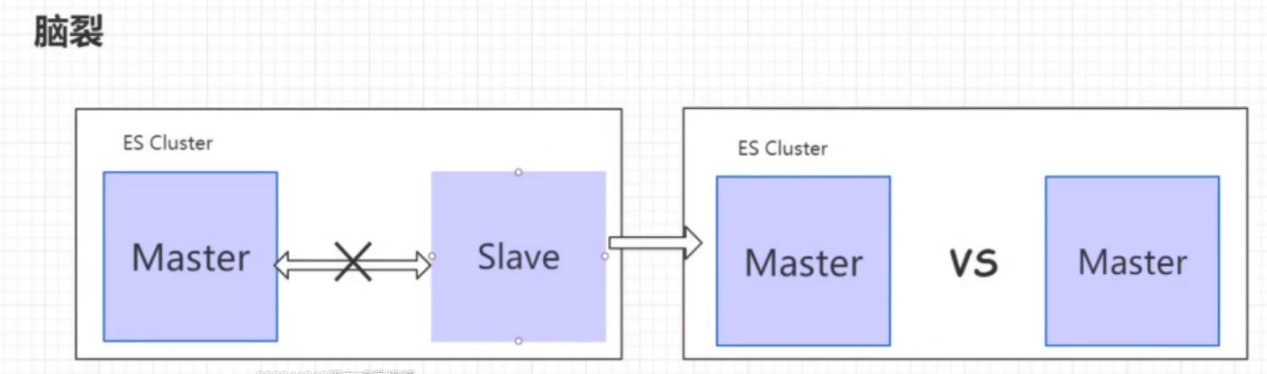 脑裂
ES Cluster
Master
Slave
ES Cluster
Master
VS
Master